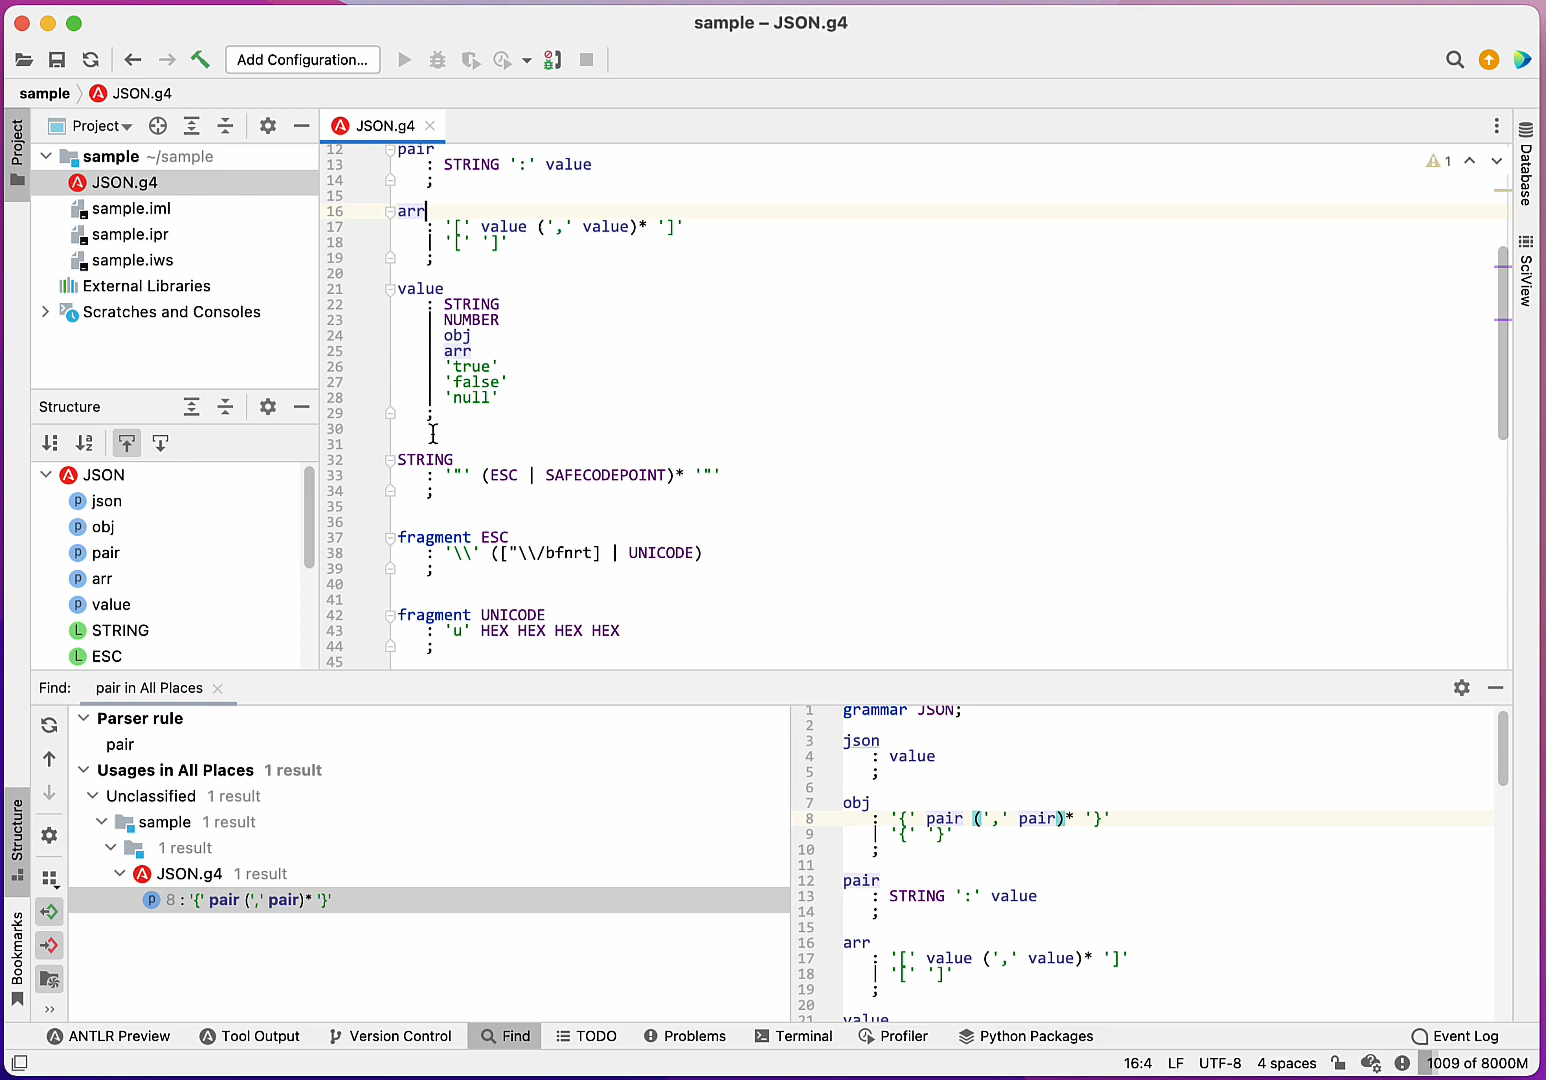 sample – JSON.g4
Add Configuration...
sample
JSON.g4
Project
Project
JSON.g4
sample ~/sample
JSON.g4
sample.iml
sample.ipr
sample.iws
External Libraries
Scratches and Consoles
Structure
JSON
json
obj
pair
arr
value
STRING
ESC
12 pair
13 : STRING ':' value
14 ;
15
16 arr
17 : '[' value (',' value)* ']'
18 | '[' ']'
19 ;
20
21 value
22 : STRING
23 | NUMBER
24 | obj
25 | arr
26 | 'true'
27 | 'false'
28 | 'null'
29 ;
30
31
32 STRING
33 : '"' (ESC | SAFECODEPOINT)* '"'
34 ;
35
36
37 fragment ESC
38 : '\\' (["\\/bfnrt] | UNICODE)
39 ;
40
41
42 fragment UNICODE
43 : 'u' HEX HEX HEX HEX
44 ;
45
1
Database
SciView
Find:
pair in All Places
Structure
Bookmarks
Parser rule
pair
Usages in All Places 1 result
Unclassified 1 result
sample 1 result
1 result
JSON.g4 1 result
8 : '{' pair (',' pair)* '}'
1 grammar JSON;
2
3 json
4 : value
5 ;
6
7 obj
8 : '{' pair (',' pair)* '}'
9 | '{' '}'
10 ;
11
12 pair
13 : STRING ':' value
14 ;
15
16 arr
17 : '[' value (',' value)* ']'
18 | '[' ']'
19 ;
20
21 value
ANTLR Preview
Tool Output
Version Control
Find
TODO
Problems
Terminal
Profiler
Python Packages
Event Log
16:4 LF UTF-8 4 spaces
1009 of 8000M